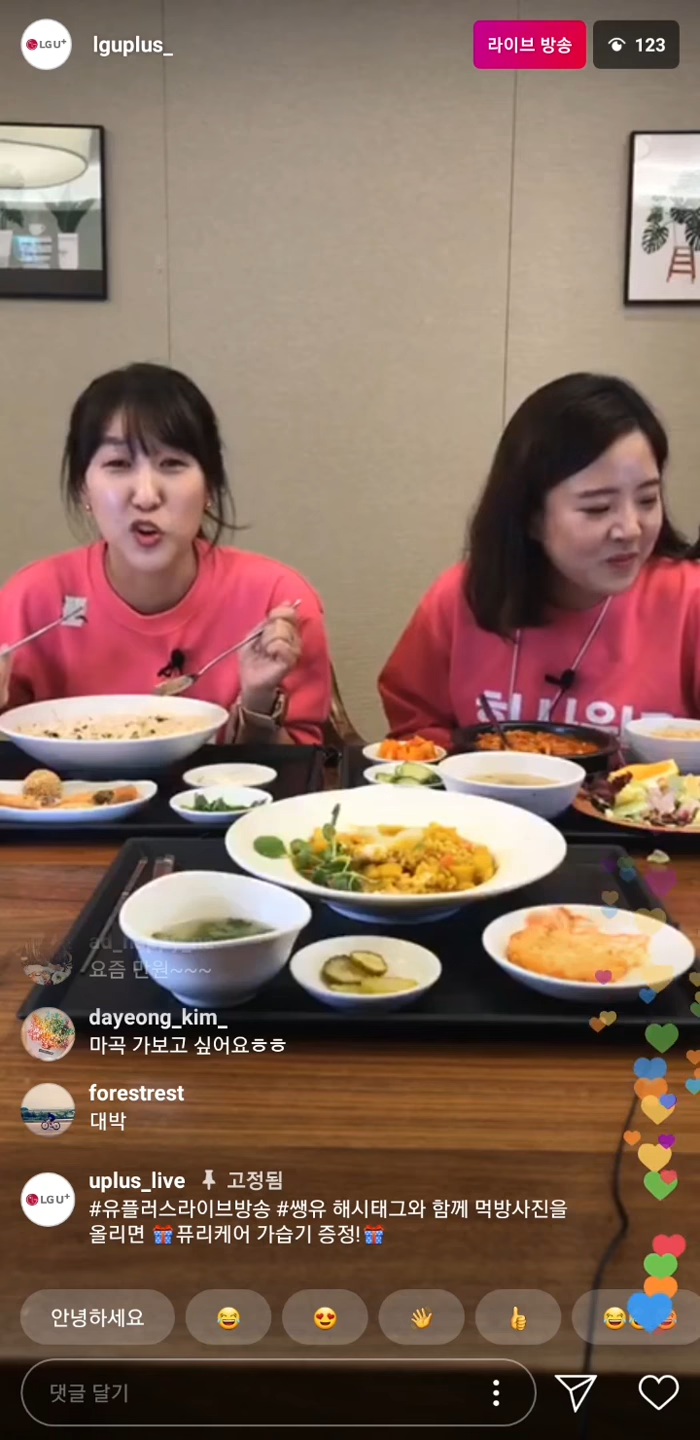 LG U+
lguplus_
라이브 방송
123
요즘 만원~~~
dayeong_kim_
마곡 가보고 싶어요ㅎㅎ
forestrest
대박
LG U+
uplus_live 고정됨
#유플러스라이브방송 #쌩유 해시태그와 함께 먹방사진을
올리면 🎁퓨리케어 가습기 증정!🎁
안녕하세요
댓글 달기